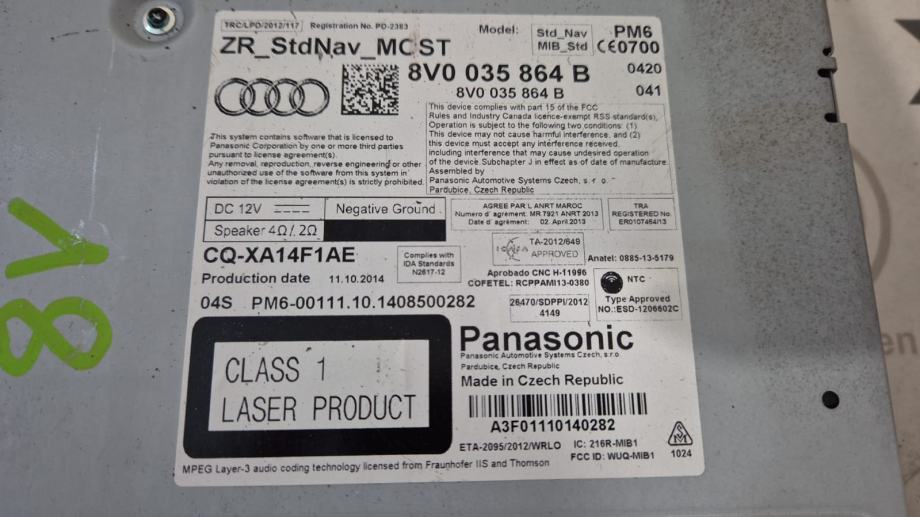 TRC/LPD/2012/117
Registration No. PD-2383
Model:
Std_Nav
MIB_Std
PM6
CE0700
ZR_StdNav_MOST
8V0 035 864 B
0420
8V0 035 864 B
041
This device complies with part 15 of the FCC
Rules and Industry Canada licence-exempt RSS standard(s).
Operation is subject to the following two conditions: (1)
This device may not cause harmful interference, and (2)
this device must accept any interference received,
including interference that may cause undesired operation
of the device. Subchapter J in effect as of date of manufacture.
Assembled by
Panasonic Automotive Systems Czech, s.r.o.
Pardubice, Czech Republic
This system contains software that is licensed to
Panasonic Corporation by one or more third parties
pursuant to license agreement(s).
Any removal, reproduction, reverse engineering or other
unauthorized use of the software from this system in
violation of the license agreement(s) is strictly prohibited.
DC 12V
Negative Ground
Speaker 4Ω/2Ω
AGREE PAR L ANRT MAROC
Numero d agrement: MR 7921 ANRT 2013
Date d agrément: 02. April 2013
TRA
REGISTERED No.
ER0107454/13
CQ-XA14F1AE
Complies with
IDA Standards
N2617-12
ICASA
TA-2012/649
APPROVED
Anatel: 0885-13-5179
Production date 11.10.2014
Aprobado CNC H-11996
COFETEL: RCPPAMI13-0380
NTC
Type Approved
NO.:ESD-1206602C
04S PM6-00111.10.1408500282
26470/SDPPI/2012
4149
CLASS 1
LASER PRODUCT
Panasonic
Panasonic Automotive Systems Czech, s.r.o
Pardubice, Czech Republic
Made in Czech Republic
A3F01110140282
ETA-2095/2012/WRLO
IC: 216R-MIB1
FCC ID: WUQ-MIB1
1024
MPEG Layer-3 audio coding technology licensed from Fraunhofer IIS and Thomson
8V